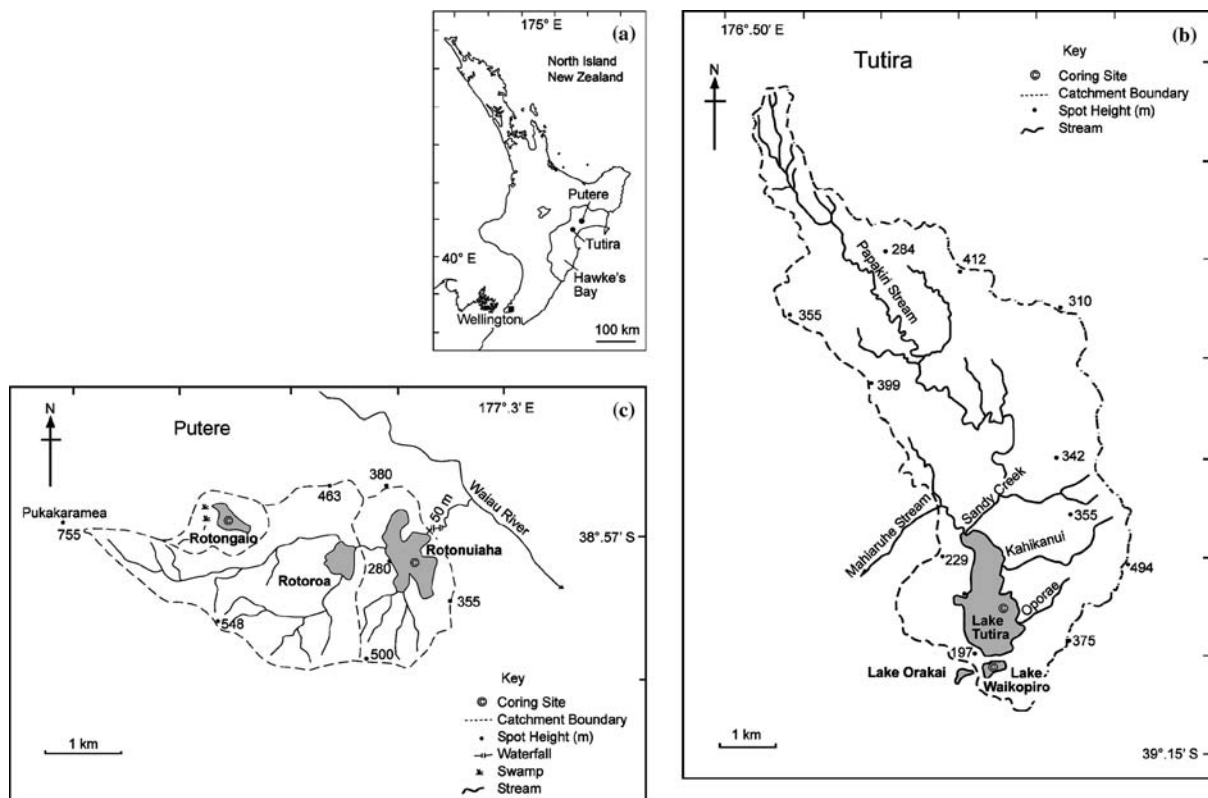 175° E
(a)
North Island
New Zealand
Putere
Tutira
40° E
Hawke's
Bay
Wellington
100 km
176°.50' E
(b)
Tutira
Key
Coring Site
Catchment Boundary
Spot Height (m)
Stream
N
284
412
310
Papakiri Stream
355
399
342
Sandy Creek
Mahiaruhe Stream
355
Kahikanui
229
494
Oporae
Lake
Tutira
375
197
Lake Orakai
Lake
Waikopiro
1 km
39°.15' S
177°.3' E
(c)
N
Putere
Waiau River
463
380
50 m
Pukakaramea
755
Rotongaio
Rotonuiaha
38°.57' S
Rotoroa
280
355
548
500
Key
Coring Site
Catchment Boundary
Spot Height (m)
Waterfall
Swamp
Stream
1 km